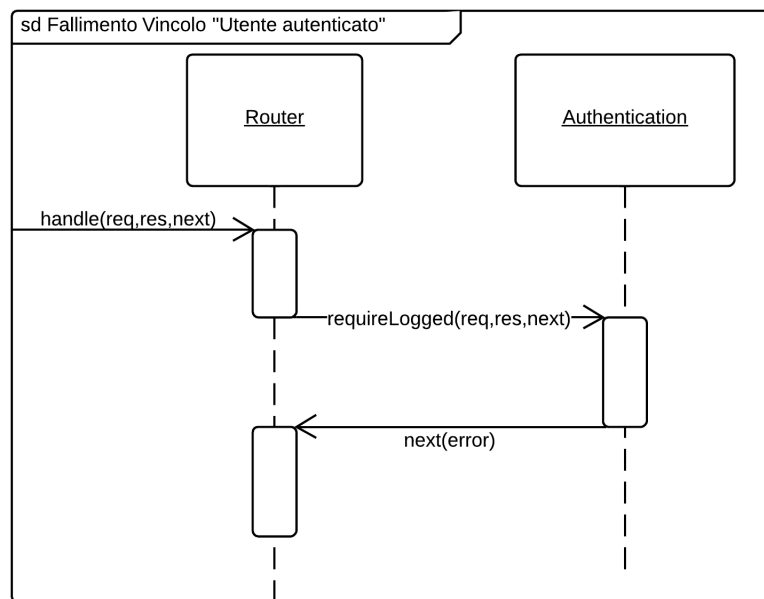 sd Fallimento Vincolo "Utente autenticato"
Router
Authentication
handle(req,res,next)
requireLogged(req,res,next)
next(error)